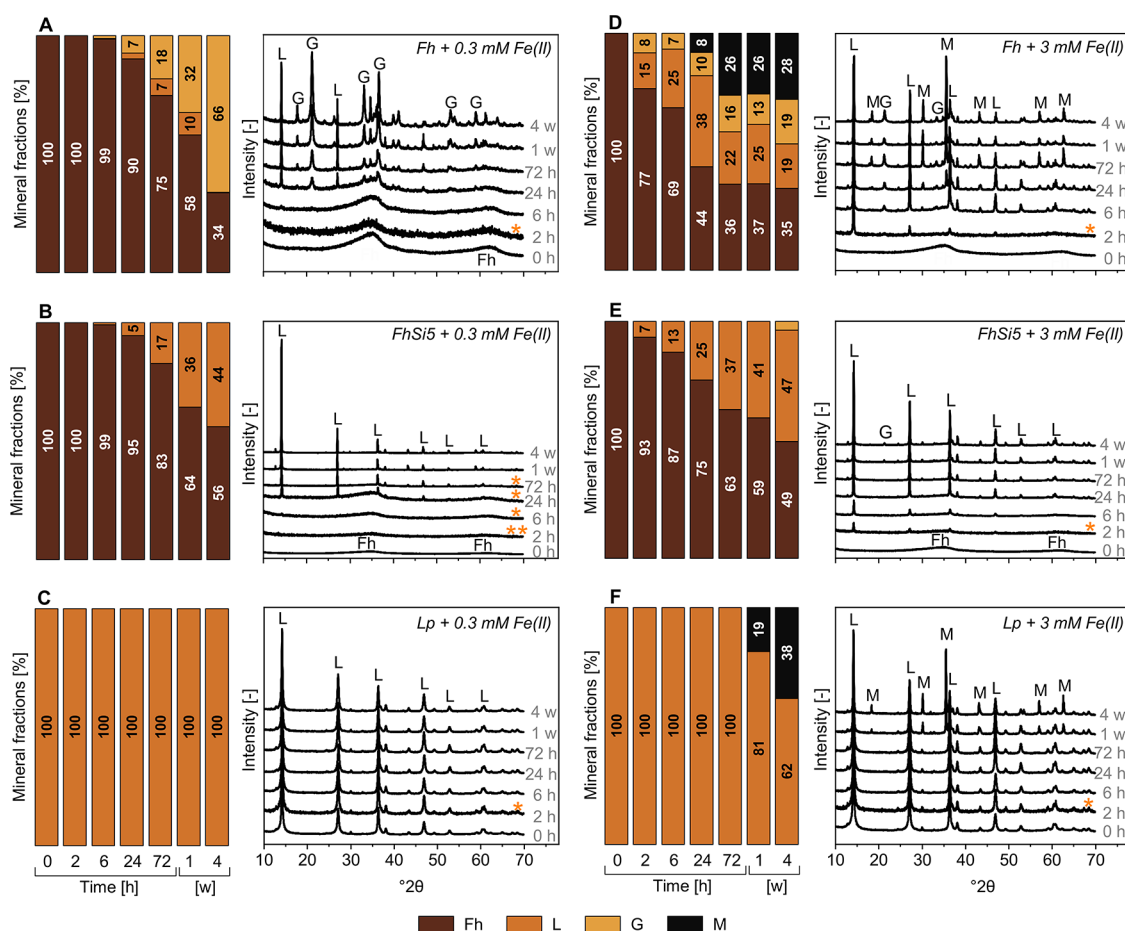 A
Mineral fractions [%]
100
100
99
7
90
18
7
75
32
10
58
66
34
Intensity [-]
Fh + 0.3 mM Fe(II)
L
G
G
L
G
G
G
G
4 w
1 w
72 h
24 h
6 h
*
2 h
Fh
0 h
D
Mineral fractions [%]
100
8
15
77
7
25
69
8
10
38
44
26
16
22
36
26
13
25
37
28
19
19
35
Intensity [-]
Fh + 3 mM Fe(II)
L
M
M
G
L
M
G
L
M
L
M
M
4 w
1 w
72 h
24 h
6 h
*
2 h
0 h
B
Mineral fractions [%]
100
100
99
5
95
17
83
36
64
44
56
Intensity [-]
FhSi5 + 0.3 mM Fe(II)
L
L
L
L
L
L
4 w
1 w
*
72 h
*
24 h
*
6 h
**
2 h
Fh
Fh
0 h
E
Mineral fractions [%]
100
7
93
13
87
25
75
37
63
41
59
47
49
Intensity [-]
FhSi5 + 3 mM Fe(II)
L
G
L
L
L
L
L
4 w
1 w
72 h
24 h
6 h
*
2 h
Fh
Fh
0 h
C
Mineral fractions [%]
100
100
100
100
100
100
100
0 2 6 24 72 1 4
Time [h] [w]
Intensity [-]
Lp + 0.3 mM Fe(II)
L
L
L
L
L
L
4 w
1 w
72 h
24 h
6 h
*
2 h
0 h
10 20 30 40 50 60 70
°2θ
F
Mineral fractions [%]
100
100
100
100
100
19
81
38
62
0 2 6 24 72 1 4
Time [h] [w]
Intensity [-]
Lp + 3 mM Fe(II)
L
M
L
M
M
L
M
L
M
M
4 w
1 w
72 h
24 h
6 h
*
2 h
0 h
10 20 30 40 50 60 70
°2θ
Fh L G M